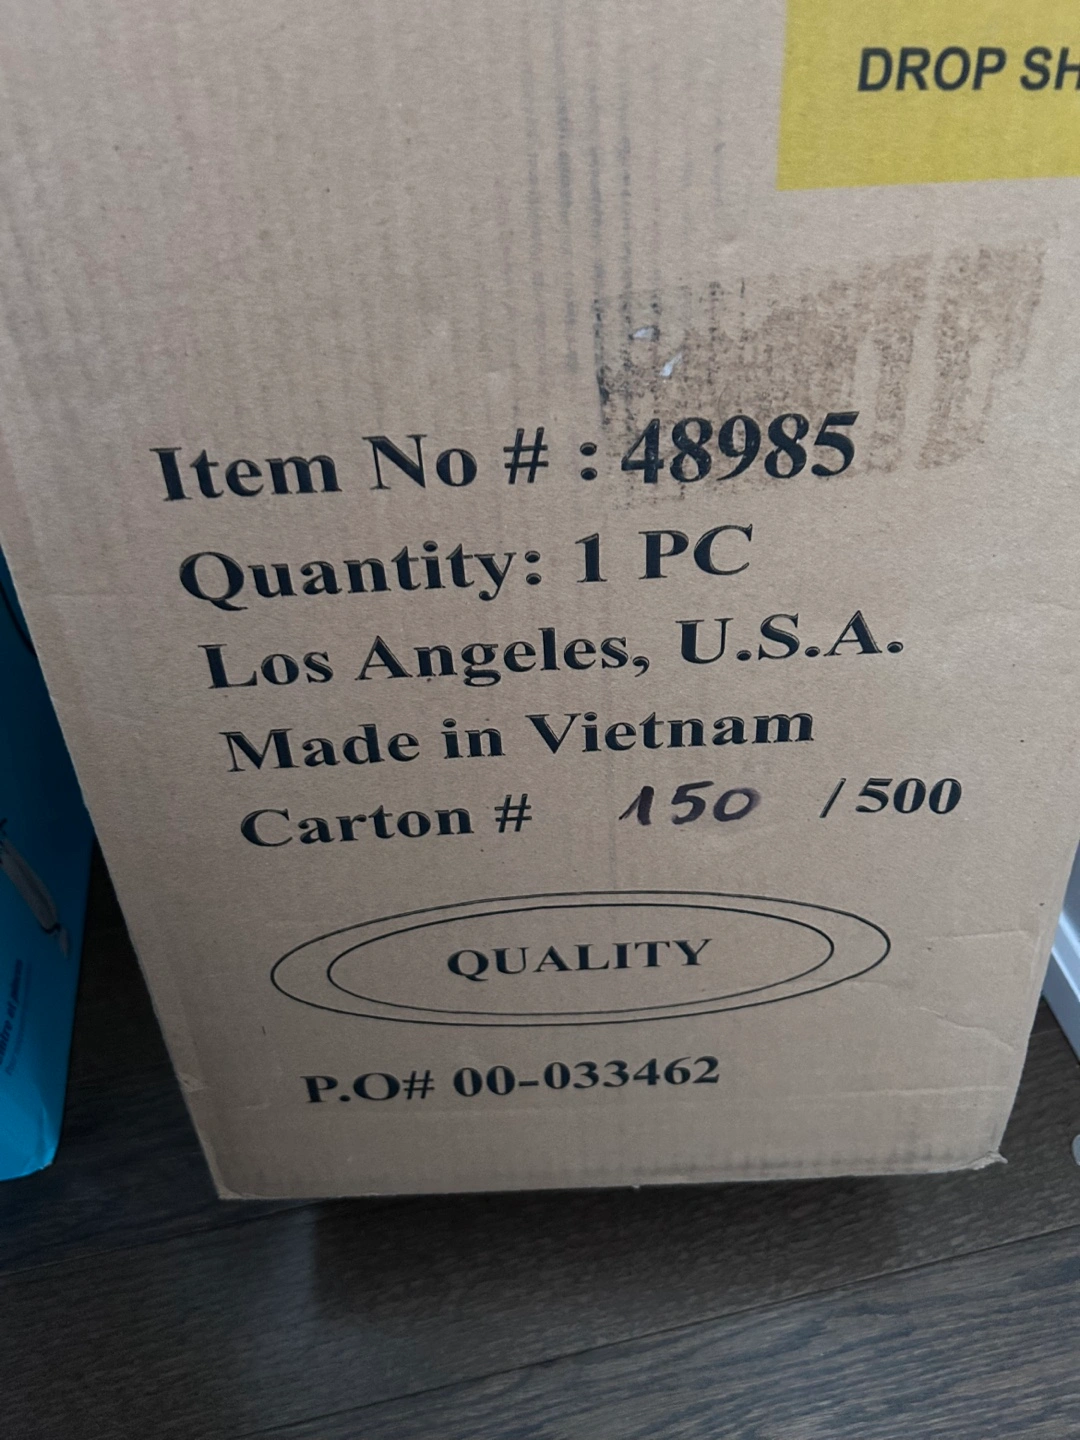 DROP SH
Item No # : 48985
Quantity: 1 PC
Los Angeles, U.S.A.
Made in Vietnam
Carton # 150 / 500
QUALITY
P.O# 00-033462